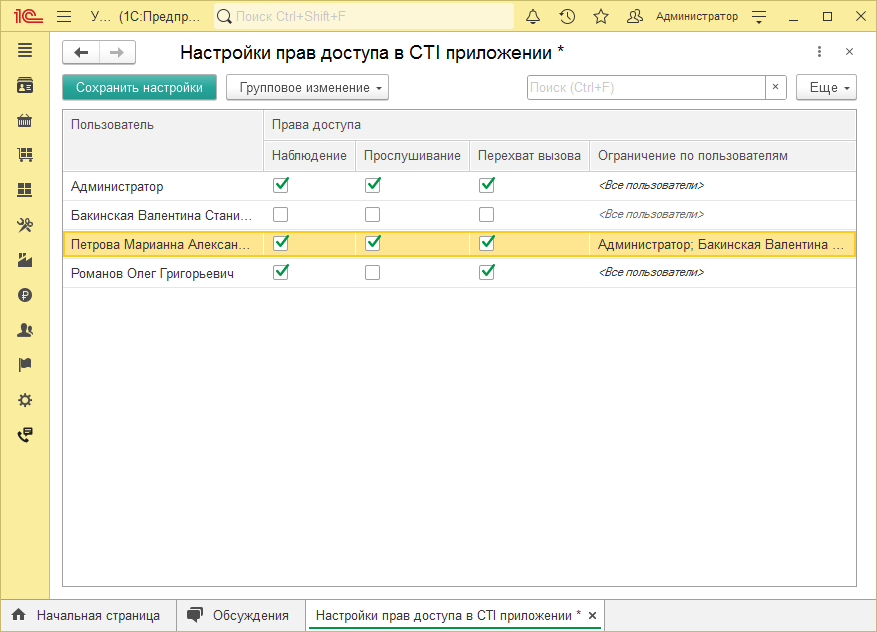 1С У... (1С:Предпр... Поиск Ctrl+Shift+F Администратор
Настройки прав доступа в CTI приложении *
Сохранить настройки Групповое изменение Поиск (Ctrl+F) × Еще
Пользователь Права доступа
Наблюдение Прослушивание Перехват вызова Ограничение по пользователям
Администратор <Все пользователи>
Бакинская Валентина Стани... <Все пользователи>
Петрова Марианна Алексан... Администратор; Бакинская Валентина ...
Романов Олег Григорьевич <Все пользователи>
Начальная страница Обсуждения Настройки прав доступа в CTI приложении * ×